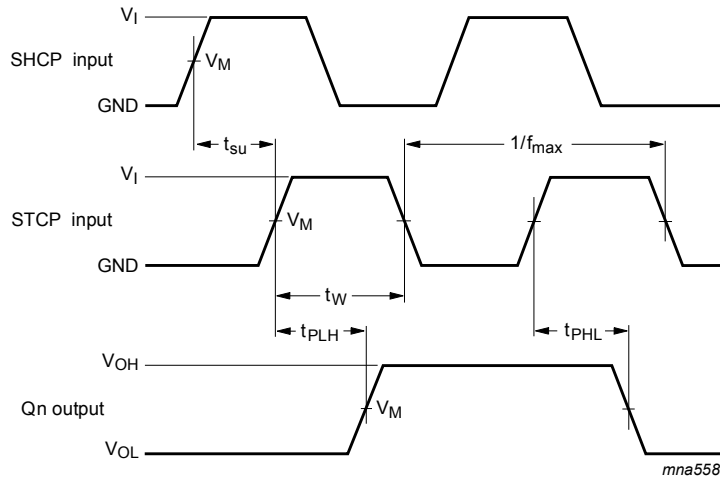 VI
SHCP input
VM
GND
tsu
1/fmax
VI
STCP input
VM
GND
tW
tPLH
tPHL
VOH
Qn output
VM
VOL
mna558